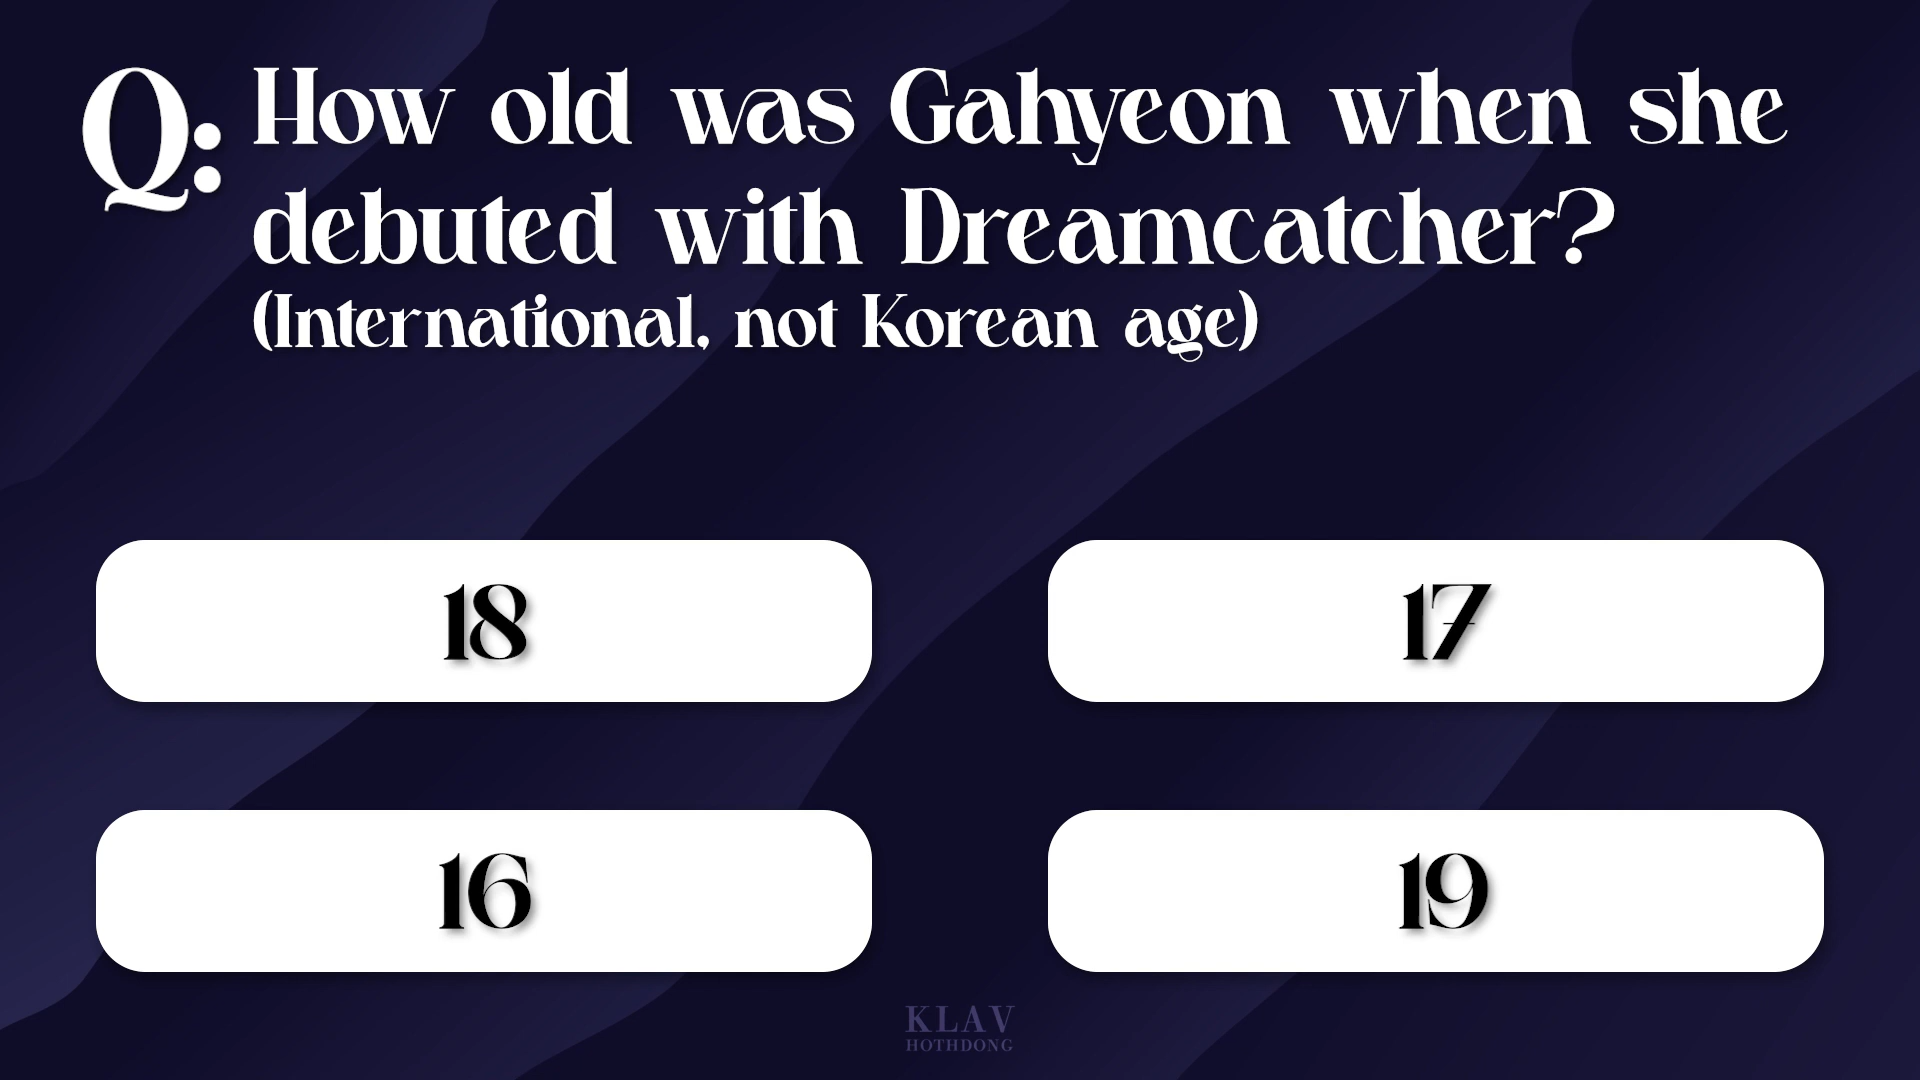 Q: How old was Gahyeon when she
debuted with Dreamcatcher?
(International, not Korean age)
18
17
16
19
KLAV
HOTHDONG